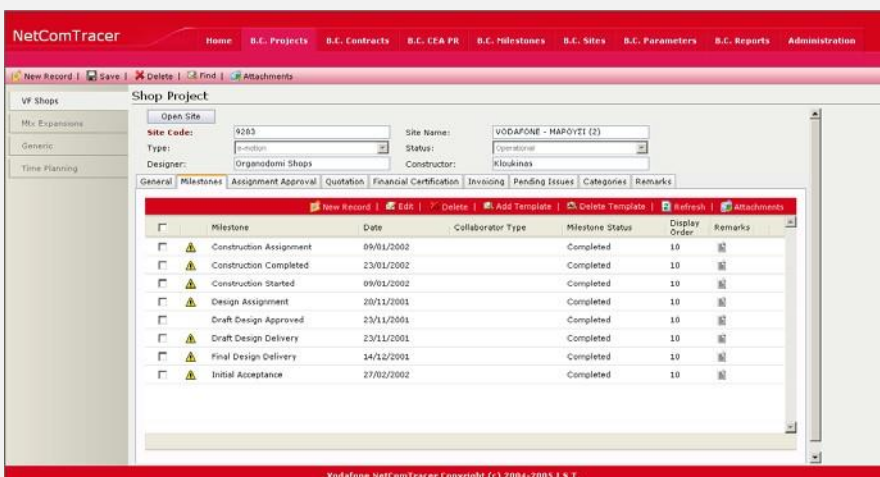 NetComTracer
Home B.C. Projects B.C. Contracts B.C. CEA PR B.C. Milestones B.C. Sites B.C. Parameters B.C. Reports Administration
New Record | Save | Delete | Find | Attachments
VF Shops
Mtx Expansions
Generic
Time Planning
Shop Project
Open Site
Site Code: 9283 Site Name: VODAFONE - ΜΑΡΟΥΣΙ (2)
Type: e-motion Status: Operational
Designer: Organodomi Shops Constructor: Kloukinas
General Milestones Assignment Approval Quotation Financial Certification Invoicing Pending Issues Categories Remarks
New Record | Edit | Delete | Add Template | Delete Template | Refresh | Attachments
Milestone Date Collaborator Type Milestone Status Display Order Remarks
Construction Assignment 09/01/2002 Completed 10
Construction Completed 23/01/2002 Completed 10
Construction Started 09/01/2002 Completed 10
Design Assignment 20/11/2001 Completed 10
Draft Design Approved 23/11/2001 Completed 10
Draft Design Delivery 23/11/2001 Completed 10
Final Design Delivery 14/12/2001 Completed 10
Initial Acceptance 27/02/2002 Completed 10
Vodafone NetComTracer Copyright (c) 2004-2005 I.S.T.